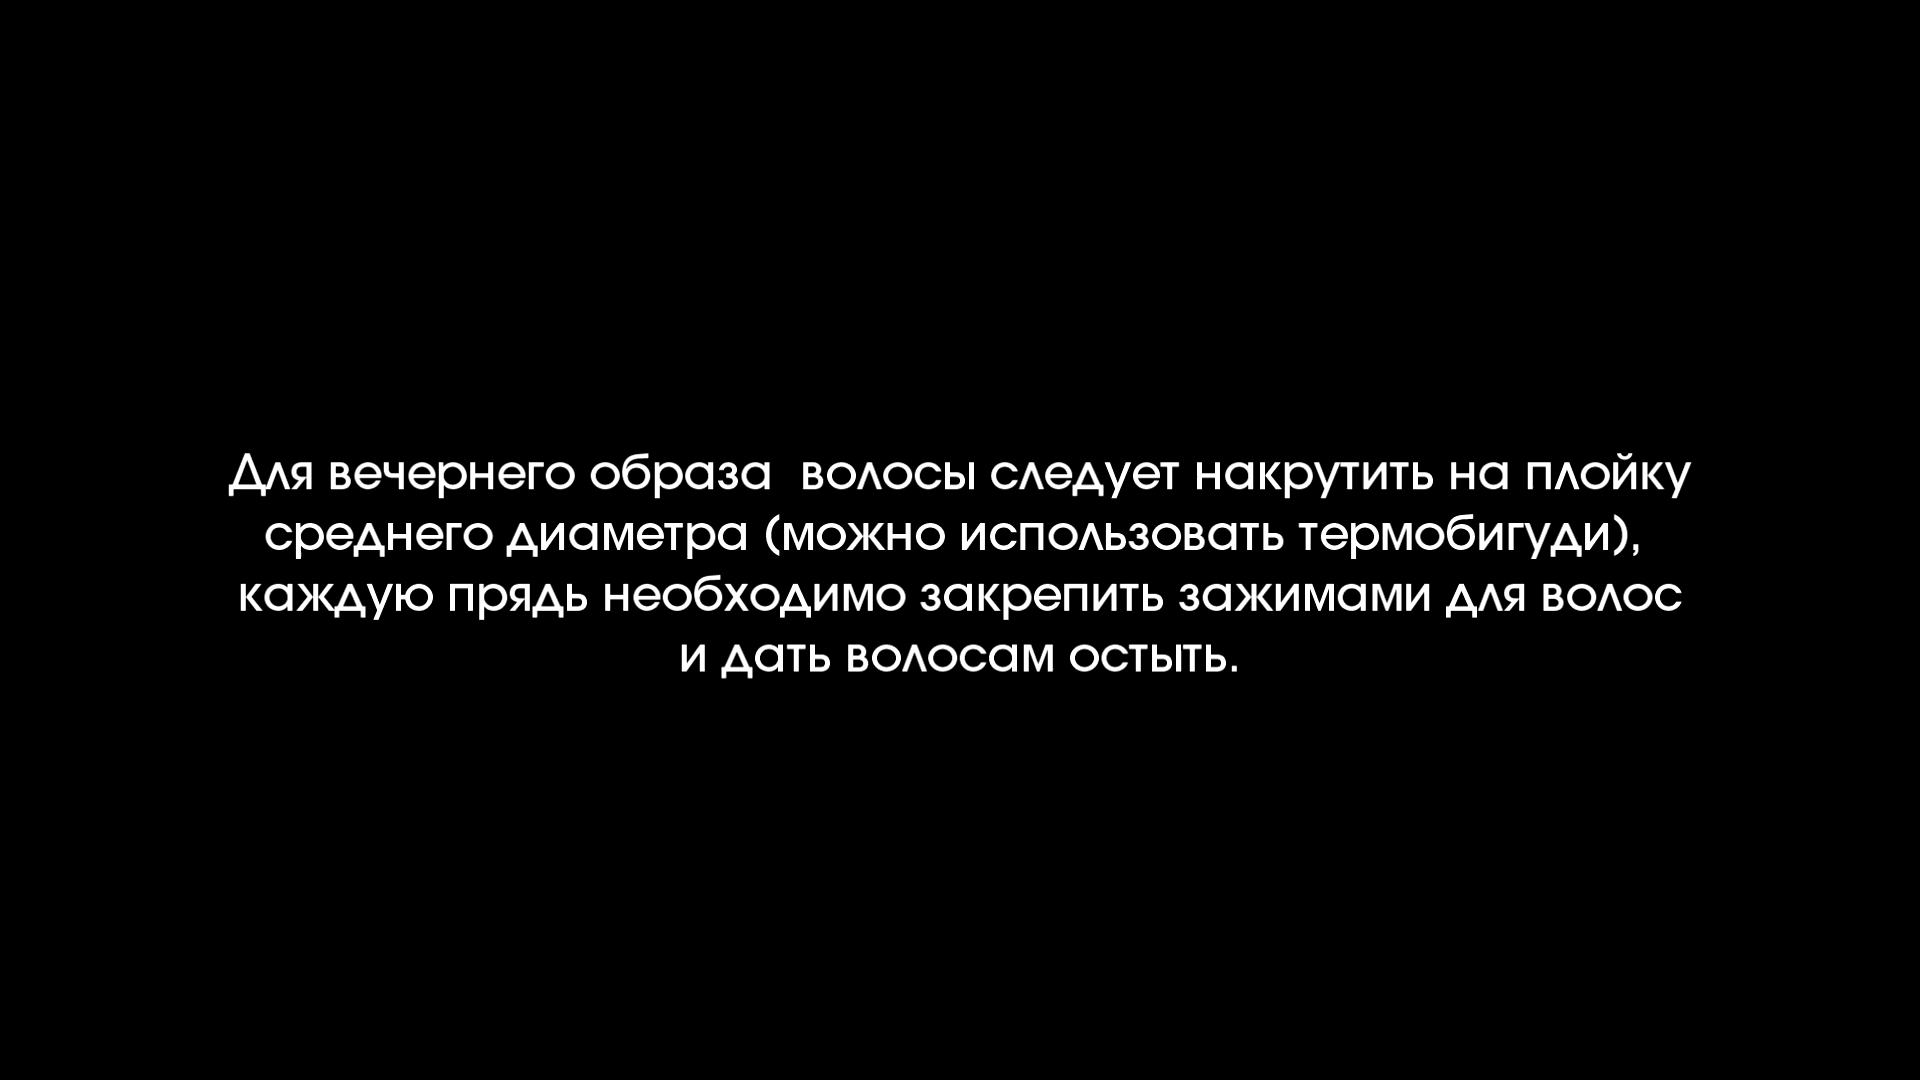 Для вечернего образа  волосы следует накрутить на плойку
среднего диаметра (можно использовать термобигуди),
каждую прядь необходимо закрепить зажимами для волос
и дать волосам остыть.